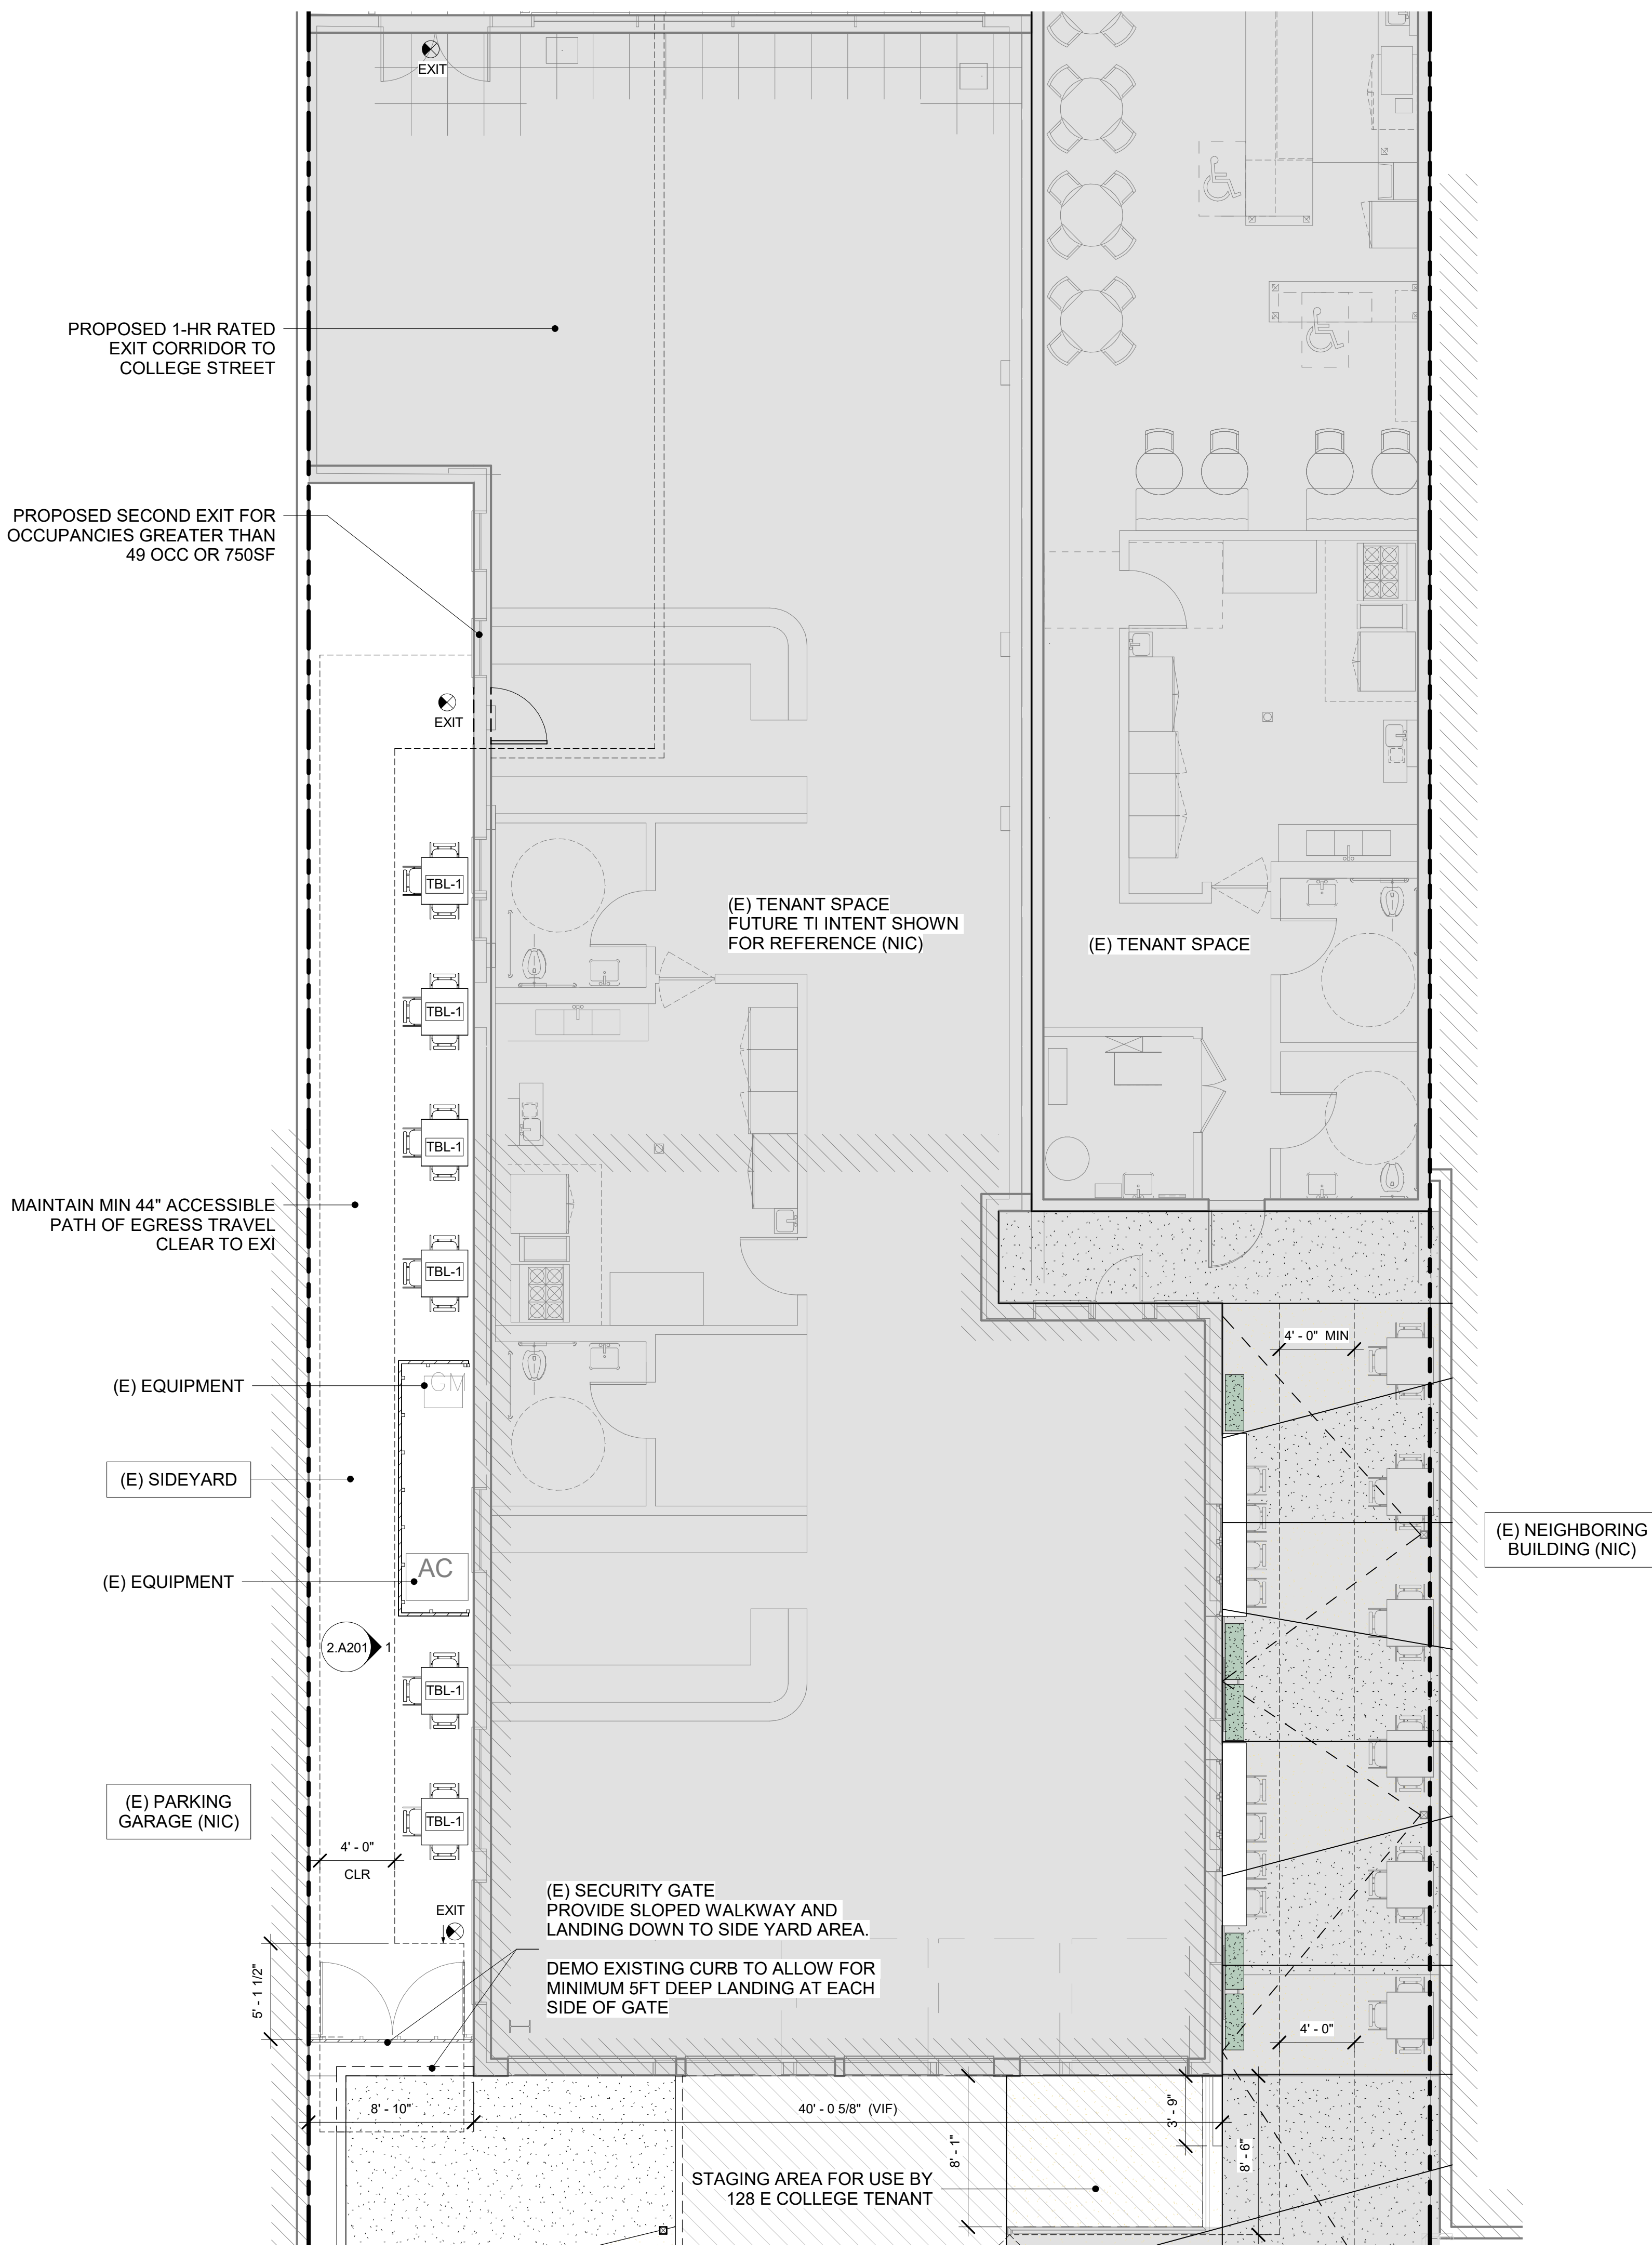 EXIT
PROPOSED 1-HR RATED
EXIT CORRIDOR TO
COLLEGE STREET
PROPOSED SECOND EXIT FOR
OCCUPANCIES GREATER THAN
49 OCC OR 750SF
EXIT
TBL-1
(E) TENANT SPACE
FUTURE TI INTENT SHOWN
FOR REFERENCE (NIC)
(E) TENANT SPACE
TBL-1
TBL-1
MAINTAIN MIN 44" ACCESSIBLE
PATH OF EGRESS TRAVEL
CLEAR TO EXI
TBL-1
4' - 0" MIN
(E) EQUIPMENT
GM
(E) SIDEYARD
(E) NEIGHBORING
BUILDING (NIC)
(E) EQUIPMENT
AC
2.A201
1
TBL-1
(E) PARKING
GARAGE (NIC)
TBL-1
4' - 0"
CLR
EXIT
(E) SECURITY GATE
PROVIDE SLOPED WALKWAY AND
LANDING DOWN TO SIDE YARD AREA.
DEMO EXISTING CURB TO ALLOW FOR
MINIMUM 5FT DEEP LANDING AT EACH
SIDE OF GATE
5' - 1 1/2"
4' - 0"
8' - 10"
40' - 0 5/8" (VIF)
3' - 9"
8' - 1"
8' - 6"
STAGING AREA FOR USE BY
128 E COLLEGE TENANT